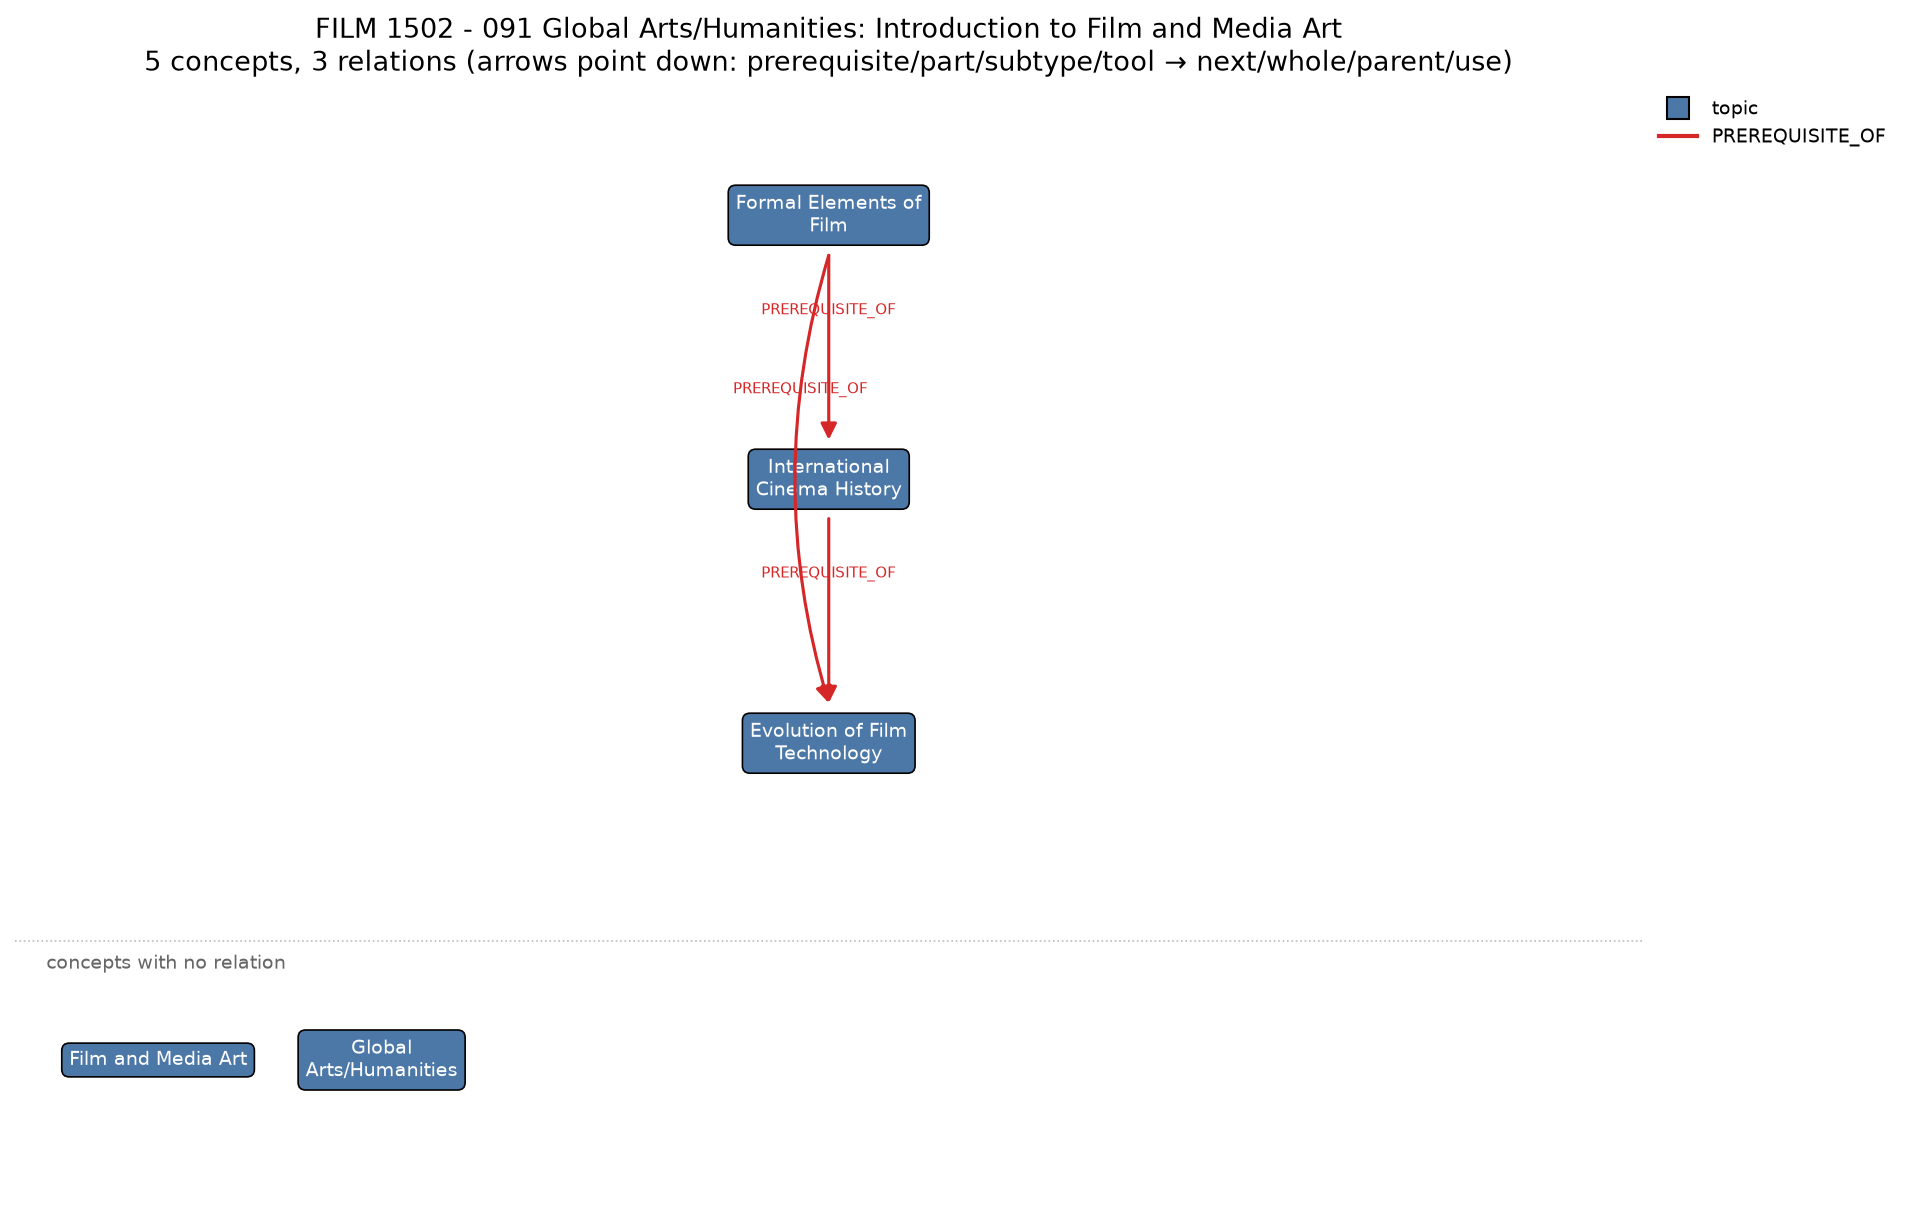 FILM 1502 - 091 Global Arts/Humanities: Introduction to Film and Media Art
5 concepts, 3 relations (arrows point down: prerequisite/part/subtype/tool → next/whole/parent/use)
topic
PREREQUISITE_OF
Formal Elements of
Film
PREREQUISITE_OF
PREREQUISITE_OF
International
Cinema History
PREREQUISITE_OF
Evolution of Film
Technology
concepts with no relation
Film and Media Art
Global
Arts/Humanities